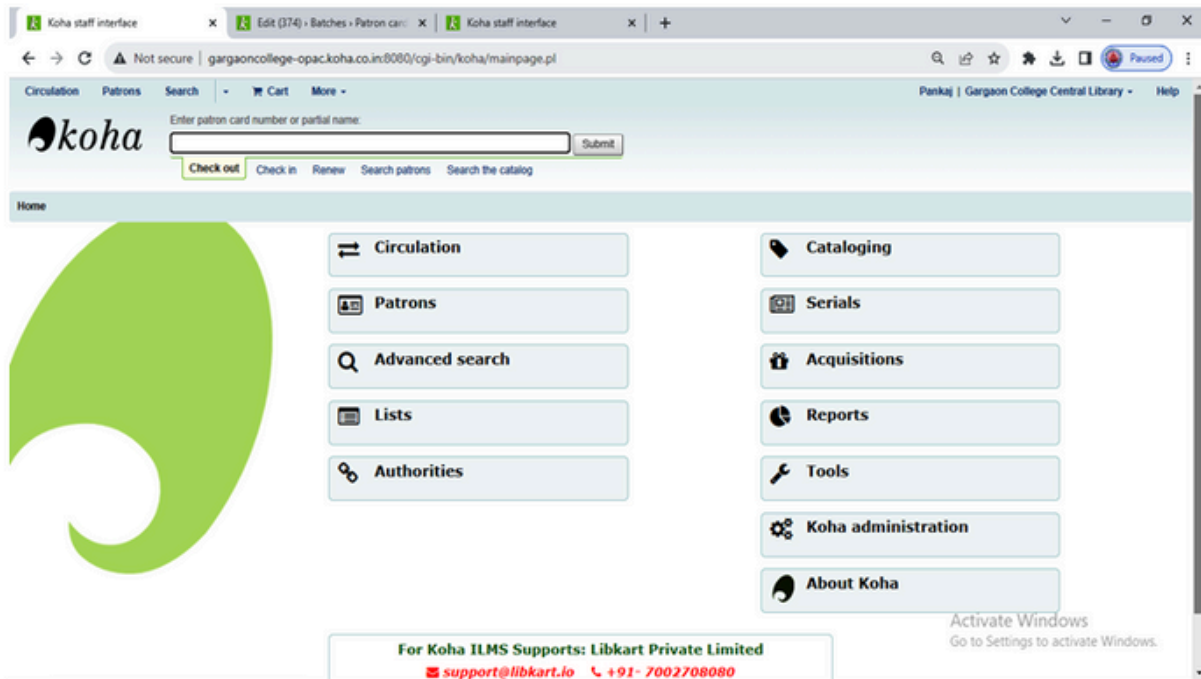 Koha staff interface
Edit (374) › Batches › Patron card
Koha staff interface
Not secure | gargaoncollege-opac.koha.co.in:8080/cgi-bin/koha/mainpage.pl
Paused
Circulation Patrons Search Cart More
Pankaj | Gargaon College Central Library Help
koha
Enter patron card number or partial name:
Submit
Check out Check in Renew Search patrons Search the catalog
Home
Circulation
Patrons
Advanced search
Lists
Authorities
Cataloging
Serials
Acquisitions
Reports
Tools
Koha administration
About Koha
Activate Windows
Go to Settings to activate Windows.
For Koha ILMS Supports: Libkart Private Limited
support@libkart.io +91- 7002708080